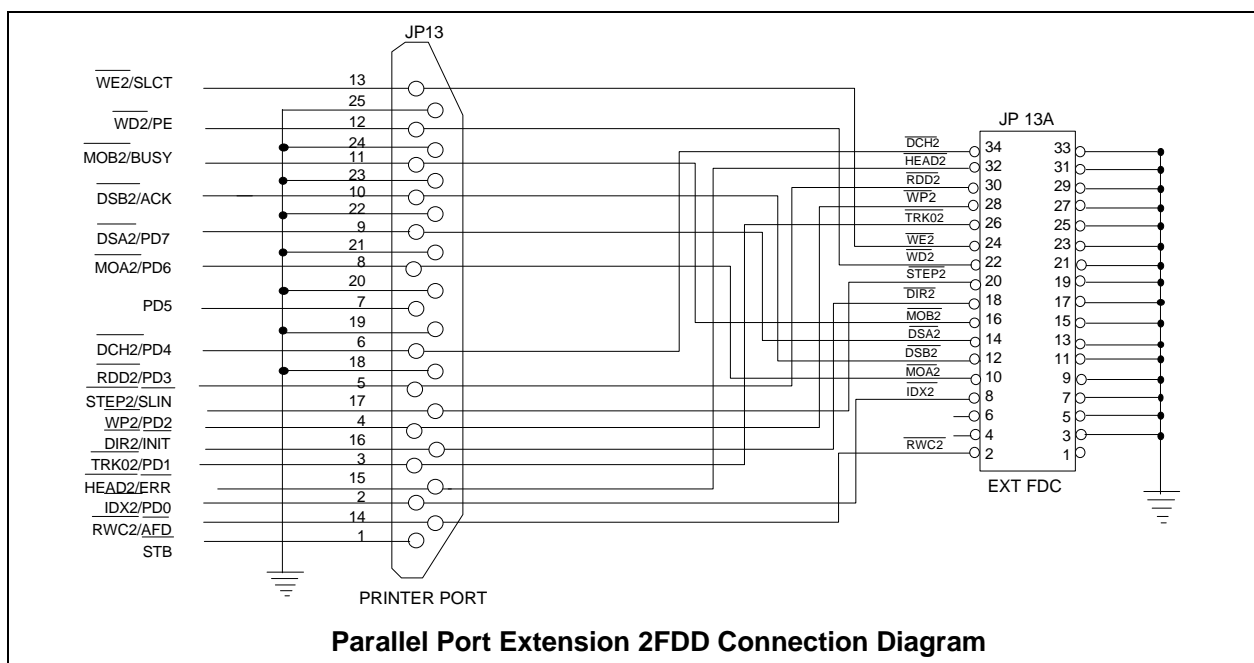 JP13
WE2/SLCT
13
25
WD2/PE
12
24
MOB2/BUSY
11
23
DSB2/ACK
10
22
DSA2/PD7
9
21
MOA2/PD6
8
20
PD5
7
19
DCH2/PD4
6
18
RDD2/PD3
5
STEP2/SLIN
17
WP2/PD2
4
DIR2/INIT
16
TRK02/PD1
3
HEAD2/ERR
15
IDX2/PD0
2
RWC2/AFD
14
STB
1
PRINTER PORT
JP 13A
DCH2 34 33
HEAD2 32 31
RDD2 30 29
WP2 28 27
TRK02 26 25
WE2 24 23
WD2 22 21
STEP2 20 19
DIR2 18 17
MOB2 16 15
DSA2 14 13
DSB2 12 11
MOA2 10 9
IDX2 8 7
6 5
4 3
RWC2 2 1
EXT FDC
Parallel Port Extension 2FDD Connection Diagram